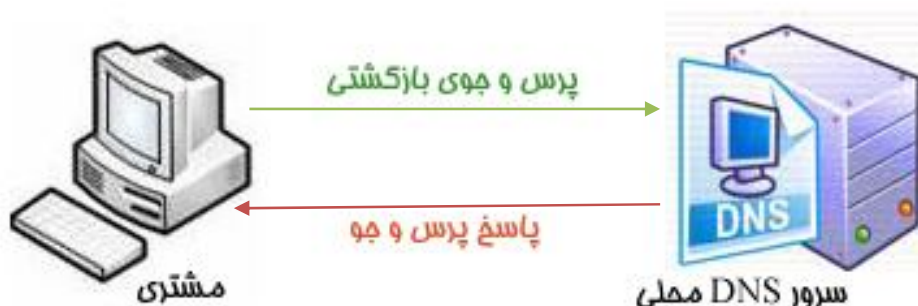 پرس و جوی بازگشتی
DNS
پاسخ پرس و جو
مشتری
سرور DNS محلی